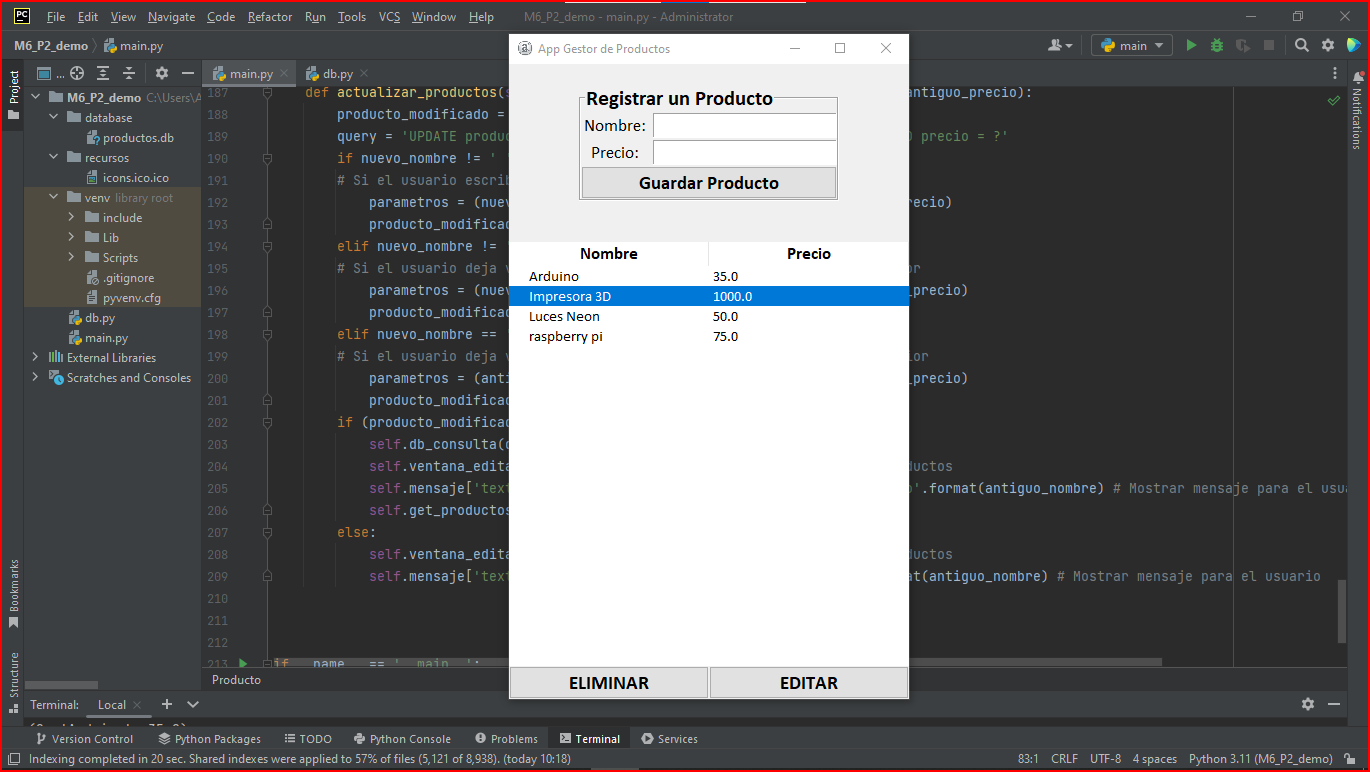 File Edit View Navigate Code Refactor Run Tools VCS Window Help M6_P2_demo - main.py - Administrator
M6_P2_demo main.py main
Project
... main.py db.py
M6_P2_demo C:\Users\A
database
productos.db
recursos
icons.ico.ico
venv library root
include
Lib
Scripts
.gitignore
pyvenv.cfg
db.py
main.py
External Libraries
Scratches and Consoles
Bookmarks
Structure
Notifications
187 def actualizar_productos( antiguo_precio):
188 producto_modificado =
189 query = 'UPDATE produc precio = ?'
190 if nuevo_nombre != '
191 # Si el usuario escrib
192 parametros = (nuev ecio)
193 producto_modificad
194 elif nuevo_nombre != '
195 # Si el usuario deja v or
196 parametros = (nuev _precio)
197 producto_modificad
198 elif nuevo_nombre == '
199 # Si el usuario deja v or
200 parametros = (anti _precio)
201 producto_modificad
202 if (producto_modificad
203 self.db_consulta(
204 self.ventana_edita ductos
205 self.mensaje['text '.format(antiguo_nombre) # Mostrar mensaje para el usua
206 self.get_productos
207 else:
208 self.ventana_edita ductos
209 self.mensaje['text at(antiguo_nombre) # Mostrar mensaje para el usuario
210
211
212
213 if __name__ == '__main__':
Producto
App Gestor de Productos
Registrar un Producto
Nombre:
Precio:
Guardar Producto
Nombre Precio
Arduino 35.0
Impresora 3D 1000.0
Luces Neon 50.0
raspberry pi 75.0
ELIMINAR EDITAR
Terminal: Local
Version Control Python Packages TODO Python Console Problems Terminal Services
Indexing completed in 20 sec. Shared indexes were applied to 57% of files (5,121 of 8,938). (today 10:18) 83:1 CRLF UTF-8 4 spaces Python 3.11 (M6_P2_demo)